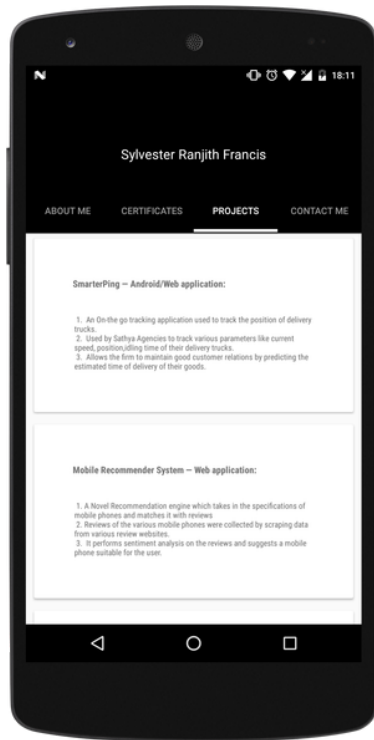 N 18:11
Sylvester Ranjith Francis
ABOUT ME CERTIFICATES PROJECTS CONTACT ME
SmarterPing — Android/Web application:
1. An On-the go tracking application used to track the position of delivery
trucks.
2. Used by Sathya Agencies to track various parameters like current
speed, position,idling time of their delivery trucks.
3. Allows the firm to maintain good customer relations by predicting the
estimated time of delivery of their goods.
Mobile Recommender System — Web application:
1. A Novel Recommendation engine which takes in the specifications of
mobile phones and matches it with reviews
2. Reviews of the various mobile phones were collected by scraping data
from various review websites.
3. It performs sentiment analysis on the reviews and suggests a mobile
phone suitable for the user.